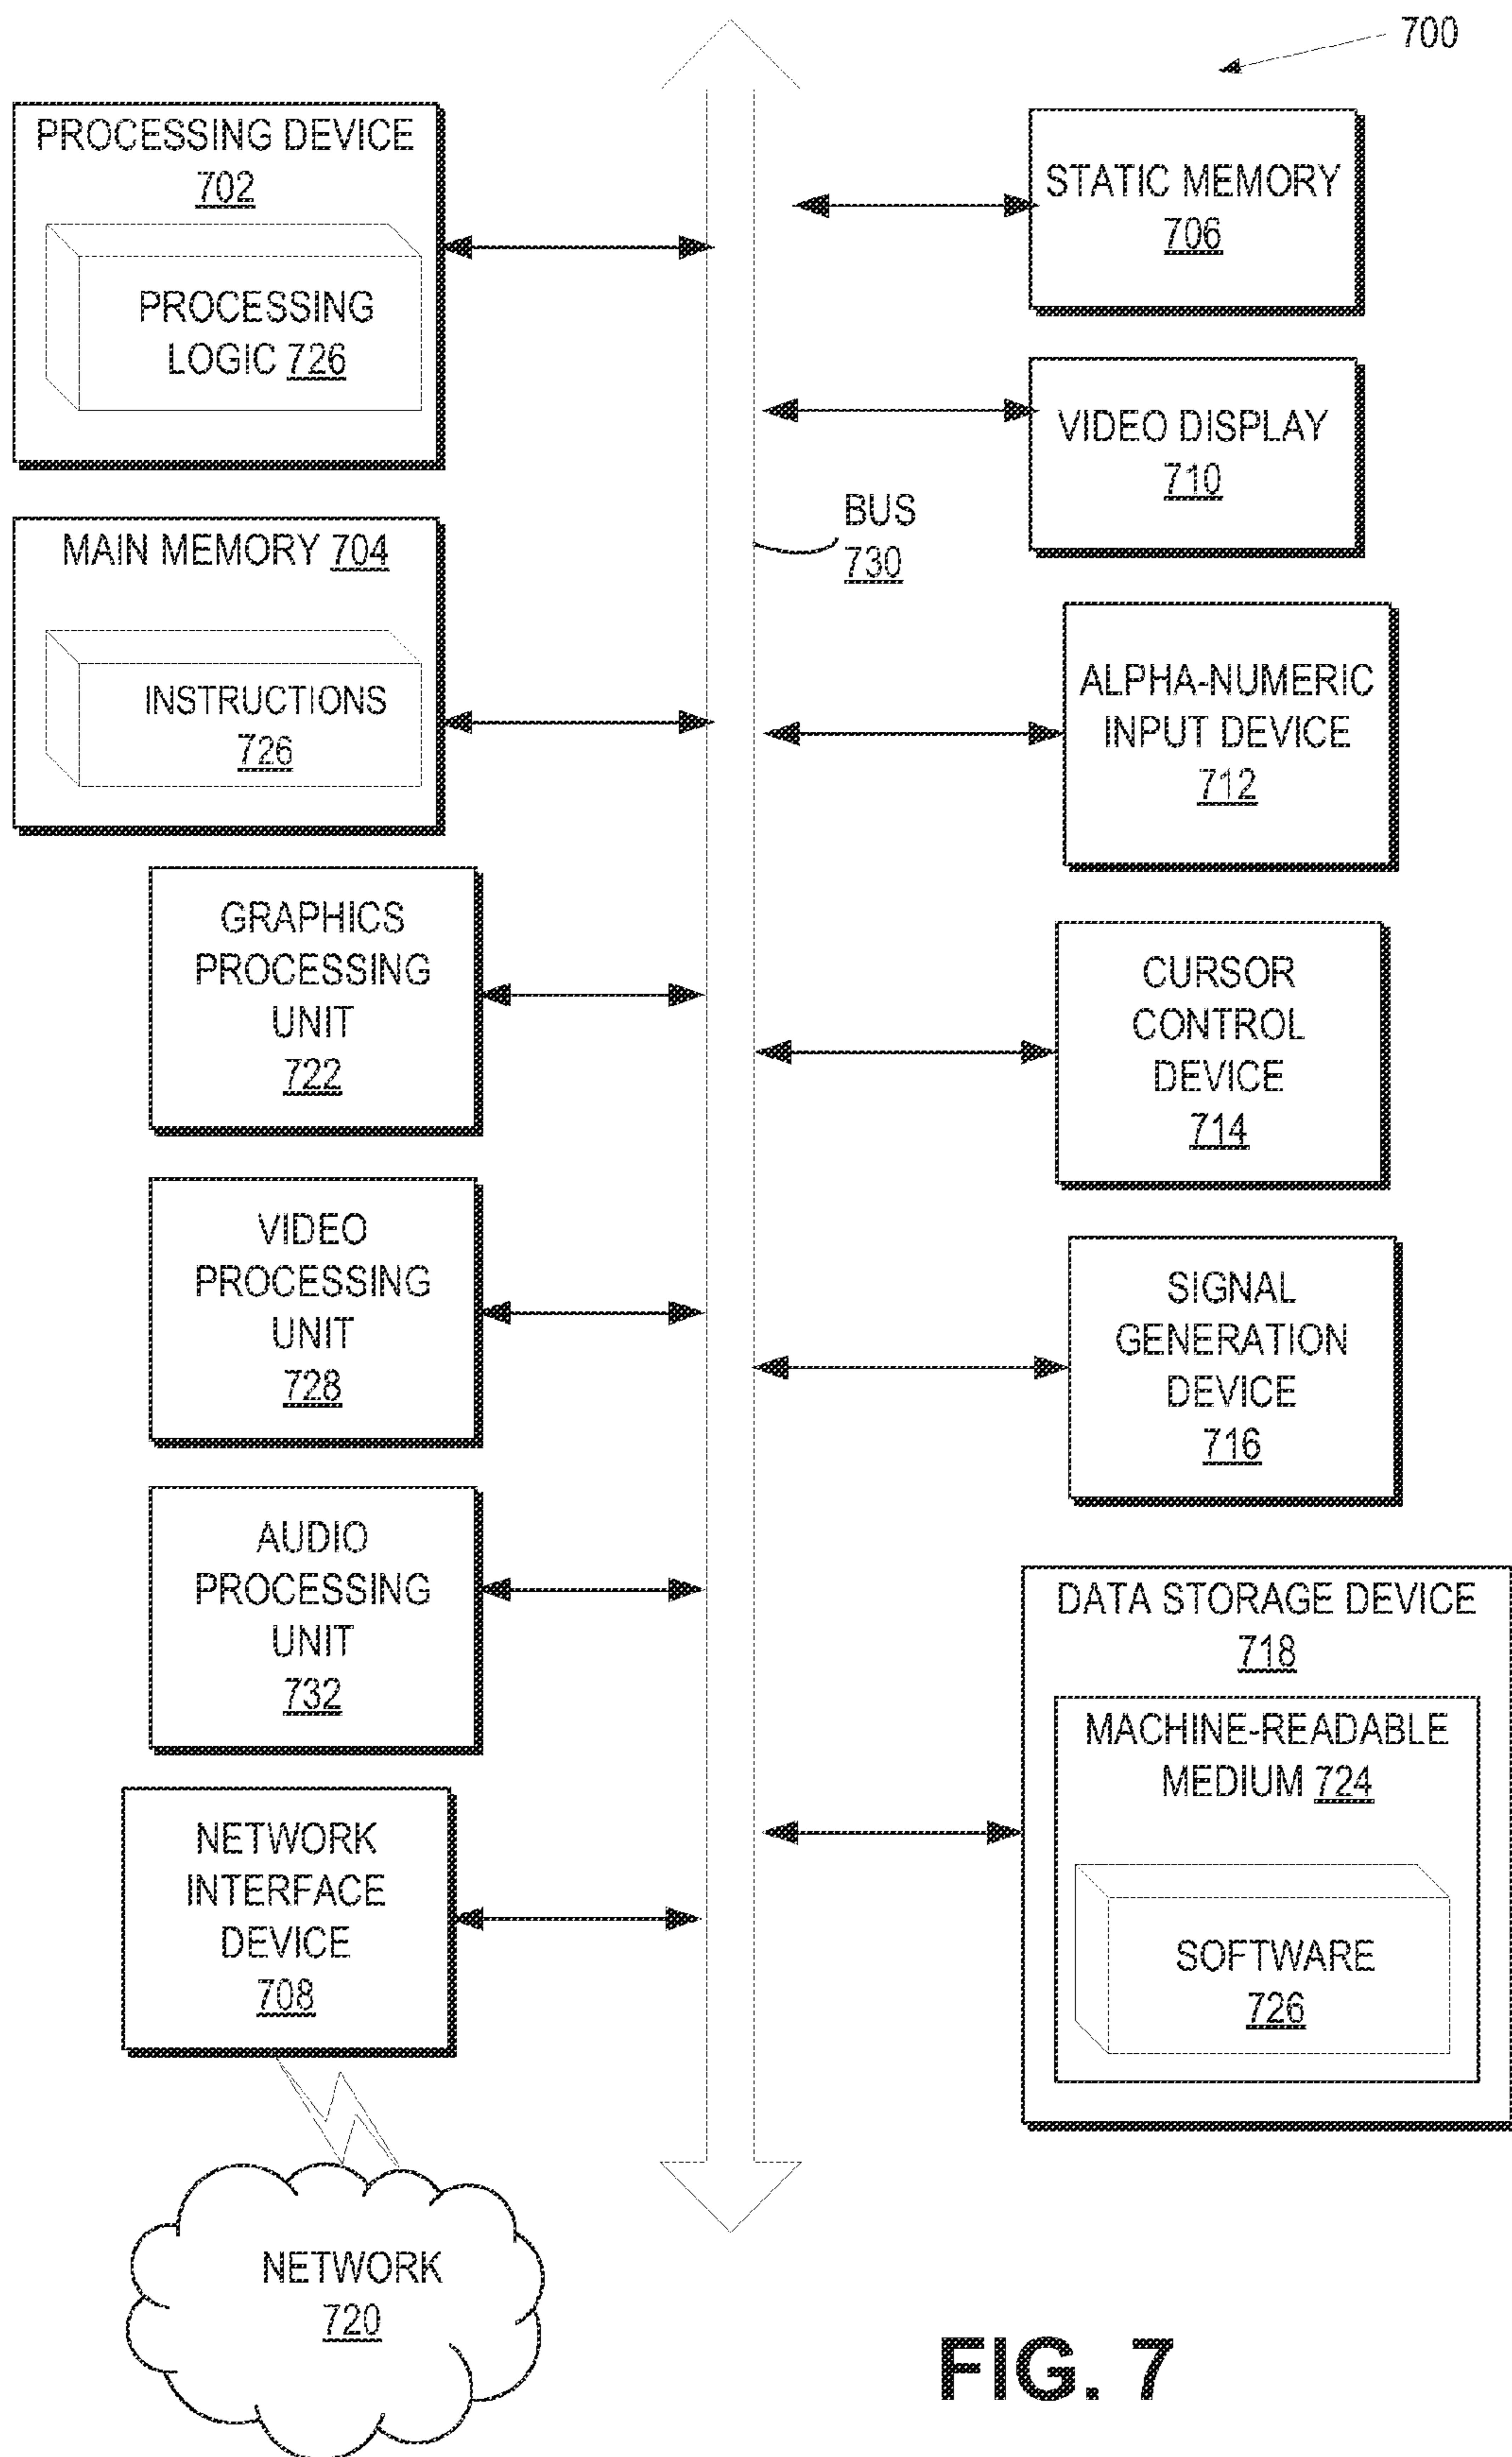 700
PROCESSING DEVICE
702
PROCESSING
LOGIC 726
MAIN MEMORY 704
INSTRUCTIONS
726
GRAPHICS
PROCESSING
UNIT
722
VIDEO
PROCESSING
UNIT
728
AUDIO
PROCESSING
UNIT
732
NETWORK
INTERFACE
DEVICE
708
NETWORK
720
BUS
730
STATIC MEMORY
706
VIDEO DISPLAY
710
ALPHA-NUMERIC
INPUT DEVICE
712
CURSOR
CONTROL
DEVICE
714
SIGNAL
GENERATION
DEVICE
716
DATA STORAGE DEVICE
718
MACHINE-READABLE
MEDIUM 724
SOFTWARE
726
FIG. 7